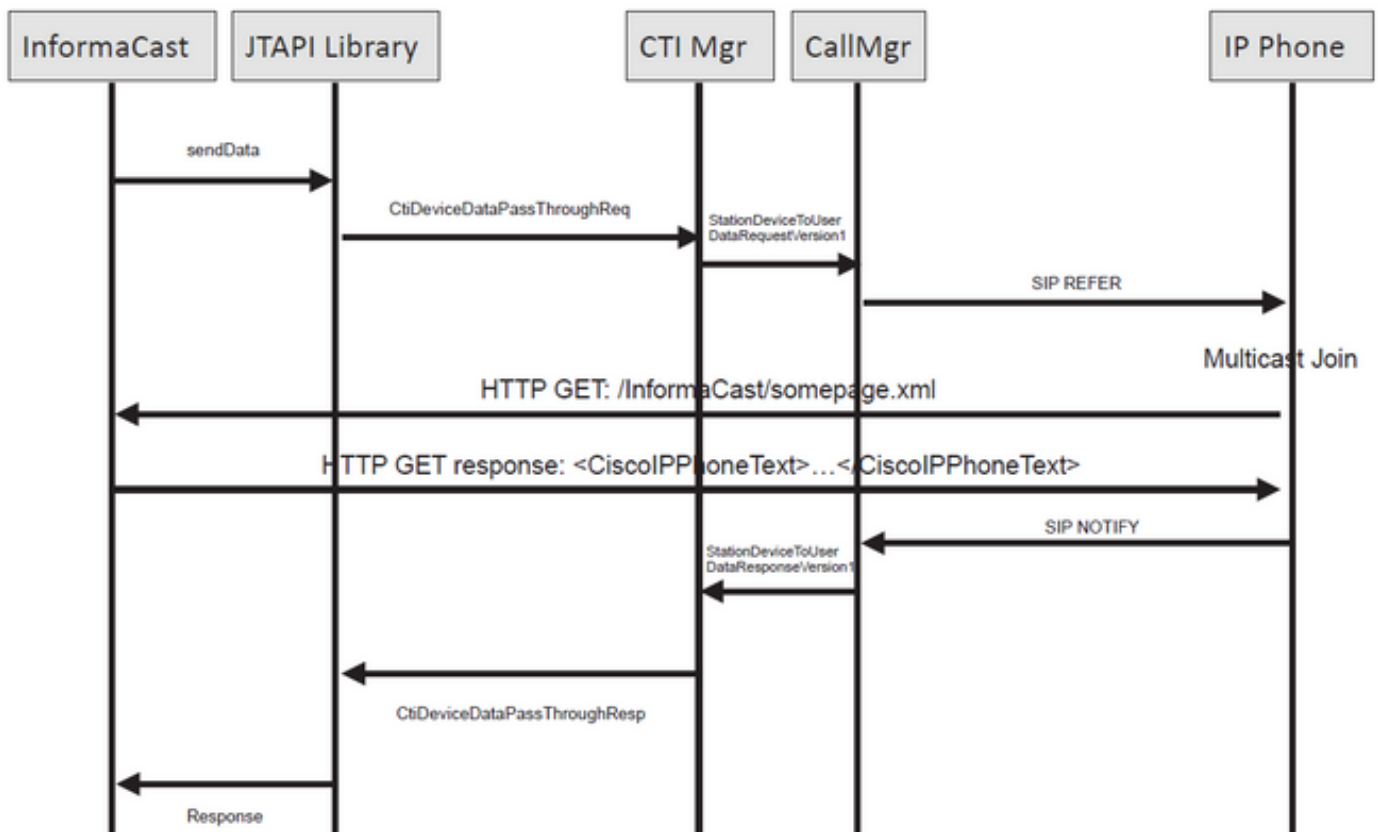 InformaCast
JTAPI Library
CTI Mgr
CallMgr
IP Phone
sendData
CtiDeviceDataPassThroughReq
StationDeviceToUser
DataRequestVersion1
SIP REFER
Multicast Join
HTTP GET: /InformaCast/somepage.xml
HTTP GET response: <CiscoIPPhoneText>…</CiscoIPPhoneText>
SIP NOTIFY
StationDeviceToUser
DataResponseVersion1
CtiDeviceDataPassThroughResp
Response